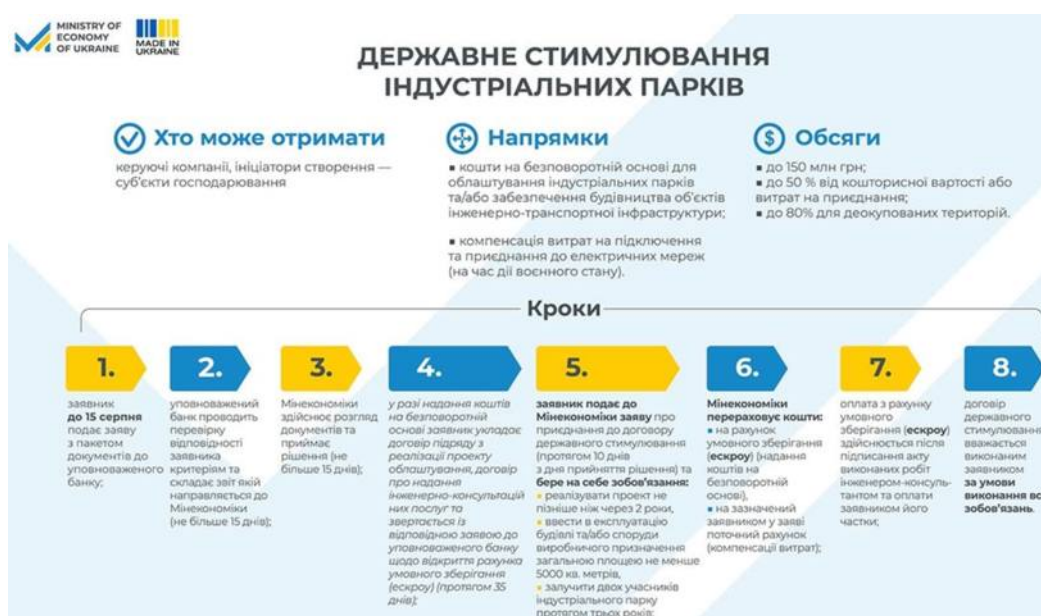 MINISTRY OF
ECONOMY
OF UKRAINE
MADE IN
UKRAINE
ДЕРЖАВНЕ СТИМУЛЮВАННЯ
ІНДУСТРІАЛЬНИХ ПАРКІВ
Хто може отримати
керуючі компанії, ініціатори створення —
суб'єкти господарювання
Напрямки
▪ кошти на безповоротній основі для
облаштування індустріальних парків
та/або забезпечення будівництва об'єктів
інженерно-транспортної інфраструктури;
▪ компенсація витрат на підключення
та приєднання до електричних мереж
(на час дії воєнного стану).
$ Обсяги
▪ до 150 млн грн;
▪ до 50 % від кошторисної вартості або
витрат на приєднання;
▪ до 80% для деокупованих територій.
Кроки
1.
заявник
до 15 серпня
подає заяву
з пакетом
документів до
уповноваженого
банку;
2.
уповноважений
банк проводить
перевірку
відповідності
заявника
критеріям та
складає звіт якій
направляється до
Мінекономіки
(не більше 15 днів);
3.
Мінекономіки
здійснює розгляд
документів та
приймає
рішення (не
більше 15 днів);
4.
у разі надання коштів
на безповоротній
основі заявник укладає
договір підряду з
реалізації проекту
облаштування, договір
про надання
інженерно-консультацій
них послуг та
звертається із
відповідною заявою до
уповноваженого банку
щодо відкриття рахунка
умовного зберігання
(ескроу) (протягом 35
днів);
5.
заявник подає до
Мінекономіки заяву про
приєднання до договору
державного стимулювання
(протягом 10 днів
з дня прийняття рішення) та
бере на себе зобов'язання:
▪ реалізувати проект не
пізніше ніж через 2 роки,
▪ ввести в експлуатацію
будівлі та/або споруди
виробничого призначення
загальною площею не менше
5000 кв. метрів,
▪ залучити двох учасників
індустріального парку
протягом трьох років;
6.
Мінекономіки
перераховує кошти:
▪ на рахунок
умовного зберігання
(ескроу) (надання
коштів на
безповоротній
основі),
▪ на зазначений
заявником у заяві
поточний рахунок
(компенсації витрат);
7.
оплата з рахунку
умовного
зберігання (ескроу)
здійснюється після
підписання акту
виконаних робіт
інженером-консуль-
тантом та оплати
заявником його
частки;
8.
договір
державного
стимулювання
вважається
виконаним
заявником
за умови
виконання вс
зобов'язань.